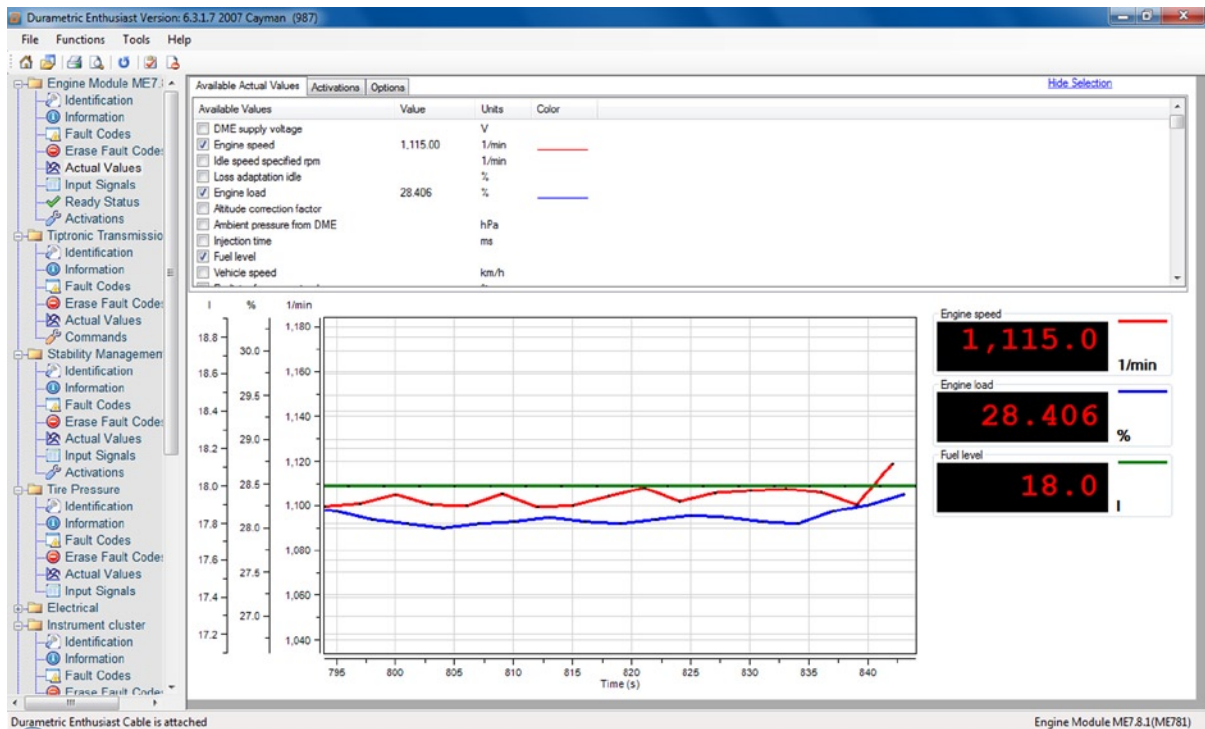 Durametric Enthusiast Version: 6.3.1.7 2007 Cayman (987)
File Functions Tools Help
Engine Module ME7.
Identification
Information
Fault Codes
Erase Fault Codes
Actual Values
Input Signals
Ready Status
Activations
Tiptronic Transmissio
Identification
Information
Fault Codes
Erase Fault Codes
Actual Values
Commands
Stability Managemen
Identification
Information
Fault Codes
Erase Fault Codes
Actual Values
Input Signals
Activations
Tire Pressure
Identification
Information
Fault Codes
Erase Fault Codes
Actual Values
Input Signals
Electrical
Instrument cluster
Identification
Information
Fault Codes
Erase Fault Codes
Available Actual Values Activations Options Hide Selection
Available Values Value Units Color
DME supply voltage V
Engine speed 1,115.00 1/min
Idle speed specified rpm 1/min
Loss adaptation idle %
Engine load 28.406 %
Altitude correction factor
Ambient pressure from DME hPa
Injection time ms
Fuel level
Vehicle speed km/h
l % 1/min
18.8
18.6
18.4
18.2
18.0
17.8
17.6
17.4
17.2
30.0
29.5
29.0
28.5
28.0
27.5
27.0
1,180
1,160
1,140
1,120
1,100
1,080
1,060
1,040
795 800 805 810 815 820 825 830 835 840
Time (s)
Engine speed
1,115.0
1/min
Engine load
28.406
%
Fuel level
18.0
l
Durametric Enthusiast Cable is attached Engine Module ME7.8.1(ME781)